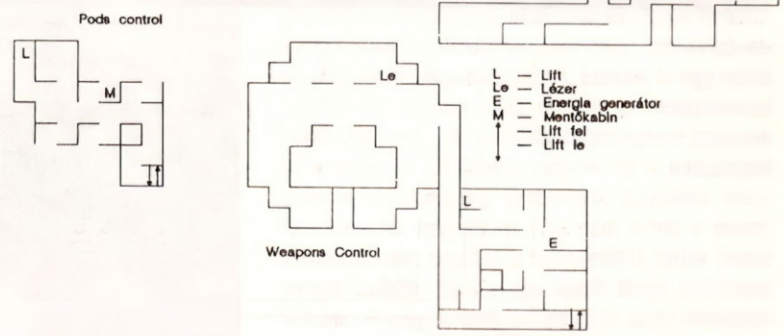 Pods control
L
M
Le
L — Lift
Le — Lézer
E — Energia generátor
M — Mentőkabin
— Lift fel
— Lift le
L
E
Weapons Control